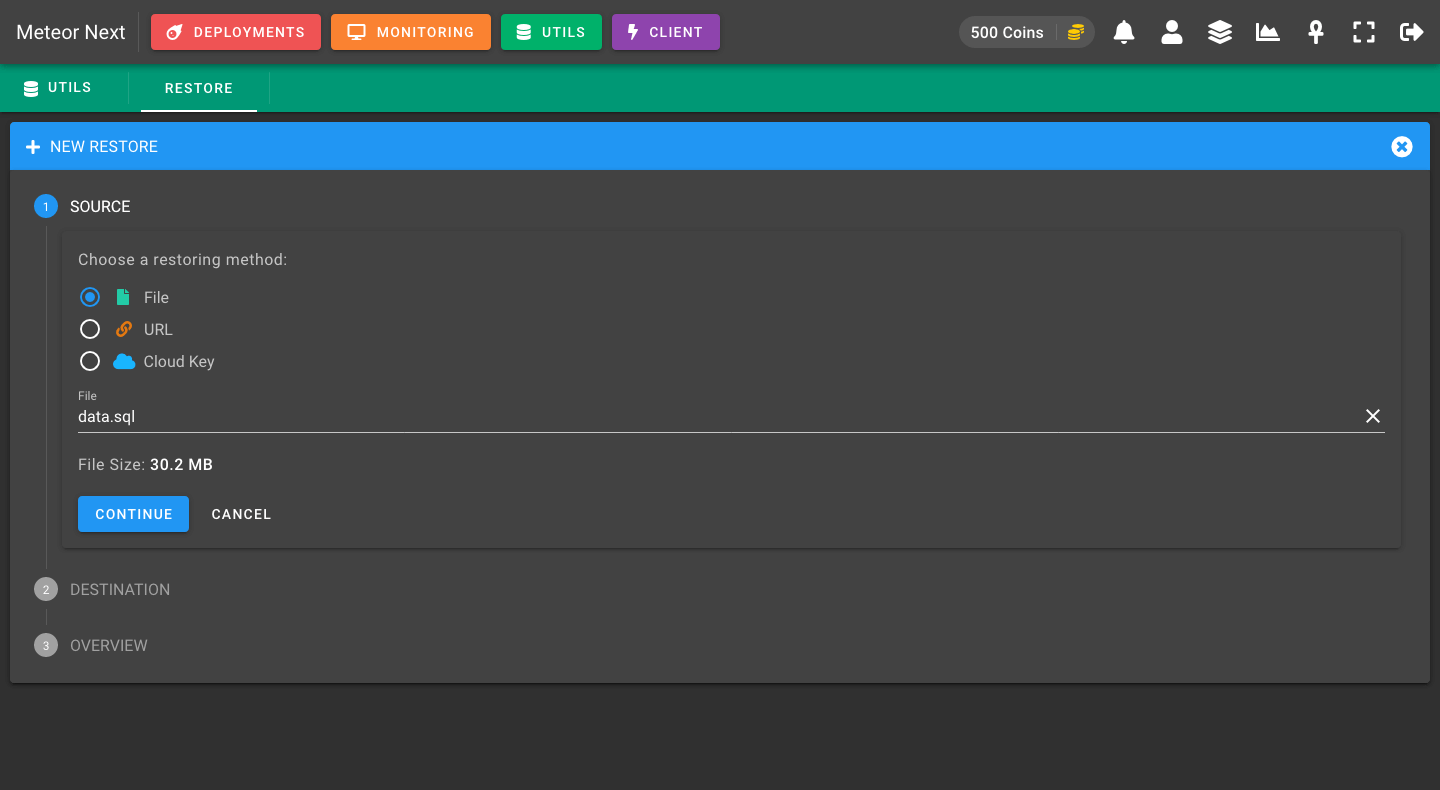 Meteor Next DEPLOYMENTS MONITORING UTILS CLIENT 500 Coins
UTILS RESTORE
NEW RESTORE
1 SOURCE
Choose a restoring method:
File
URL
Cloud Key
File
data.sql
File Size: 30.2 MB
CONTINUE CANCEL
2 DESTINATION
3 OVERVIEW